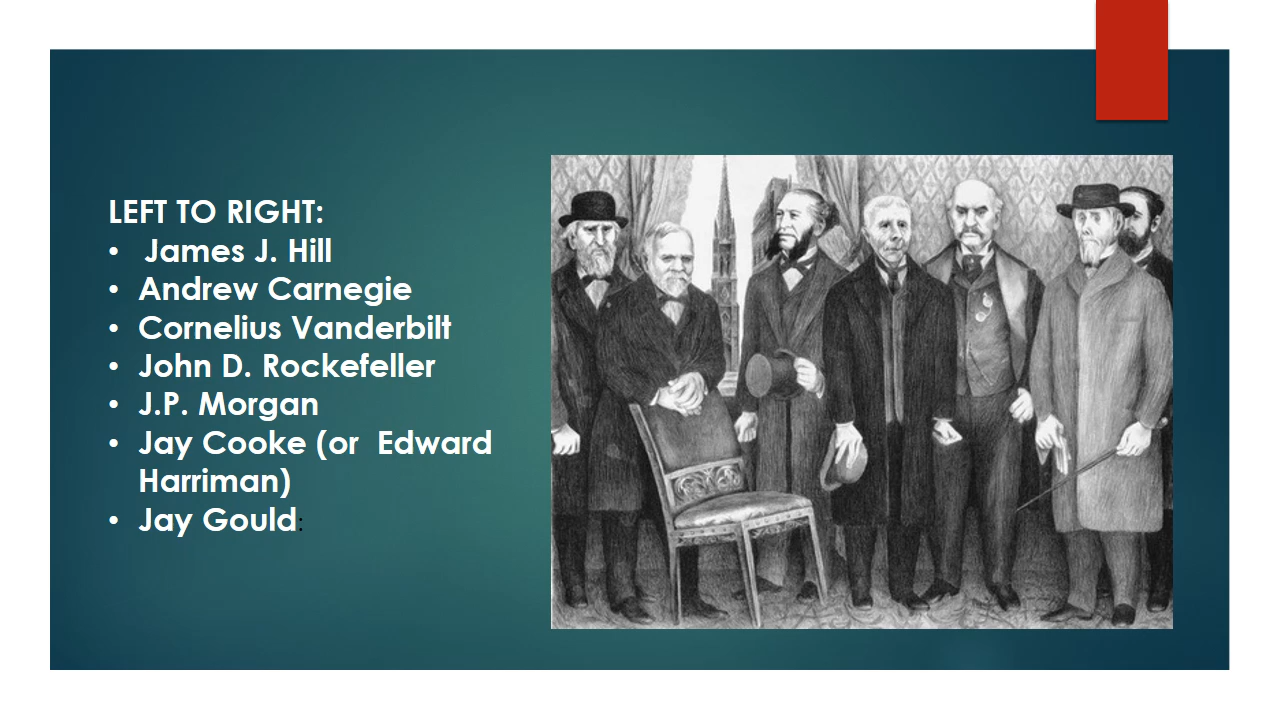 LEFT TO RIGHT:
• James J. Hill
• Andrew Carnegie
• Cornelius Vanderbilt
• John D. Rockefeller
• J.P. Morgan
• Jay Cooke (or  Edward
Harriman)
• Jay Gould: